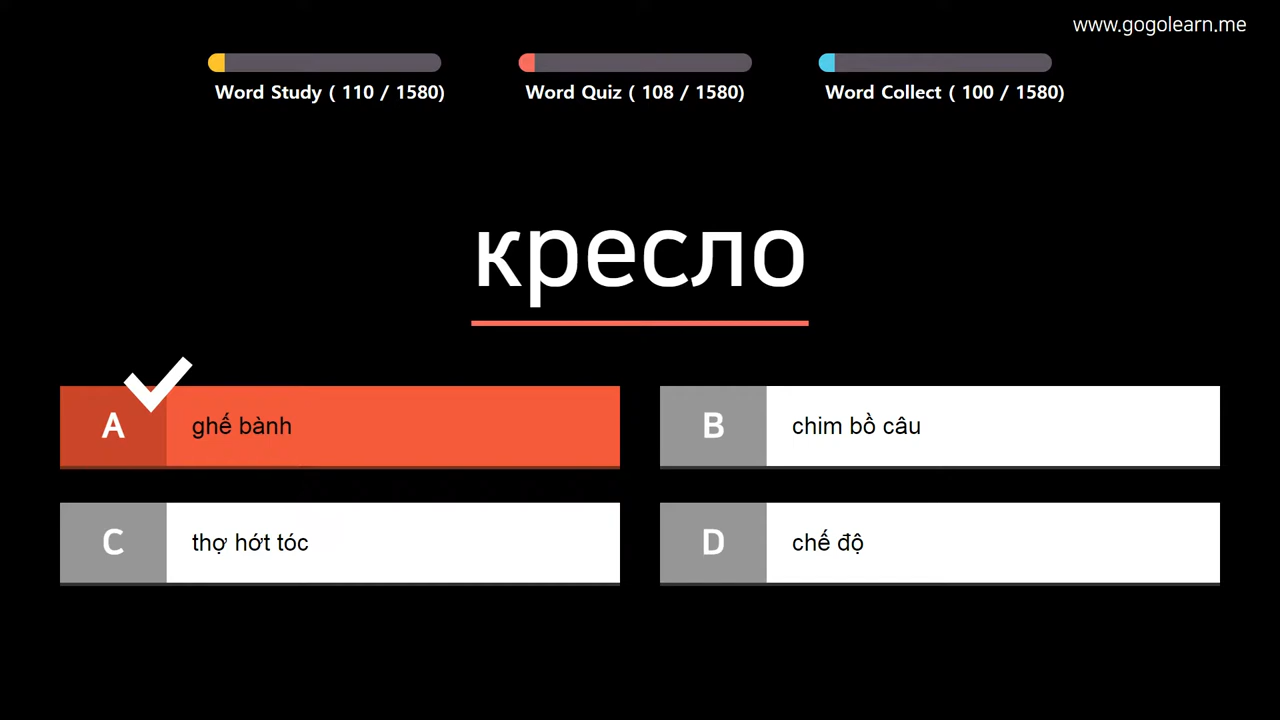 www.gogolearn.me
Word Study ( 110 / 1580)
Word Quiz ( 108 / 1580)
Word Collect ( 100 / 1580)
кресло
A
ghế bành
B
chim bồ câu
C
thợ hớt tóc
D
chế độ